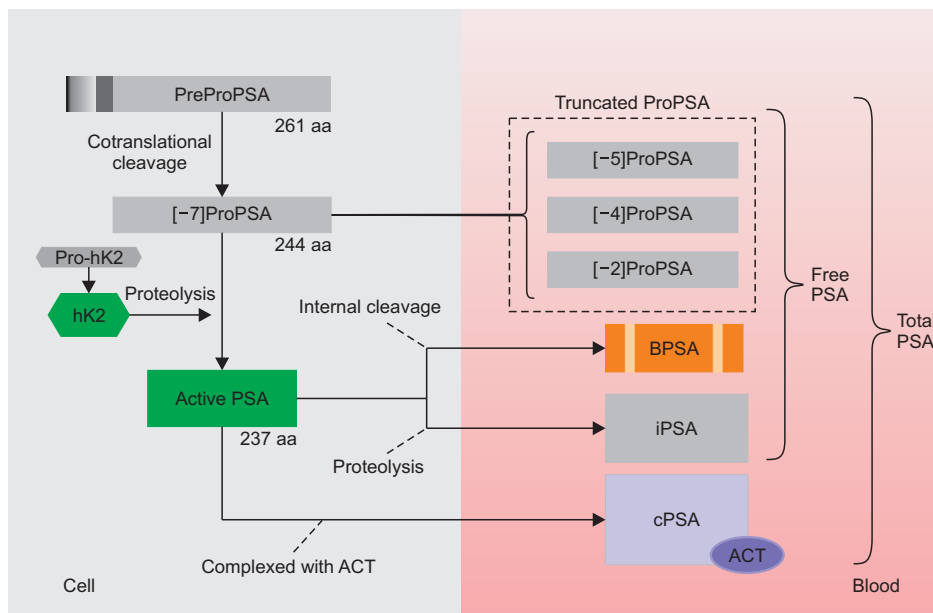 PreProPSA
261 aa
Cotranslational
cleavage
[−7]ProPSA
244 aa
Pro-hK2
hK2
Proteolysis
Active PSA
237 aa
Internal cleavage
Proteolysis
Complexed with ACT
Cell
Truncated ProPSA
[−5]ProPSA
[−4]ProPSA
[−2]ProPSA
BPSA
iPSA
cPSA
ACT
Free
PSA
Total
PSA
Blood